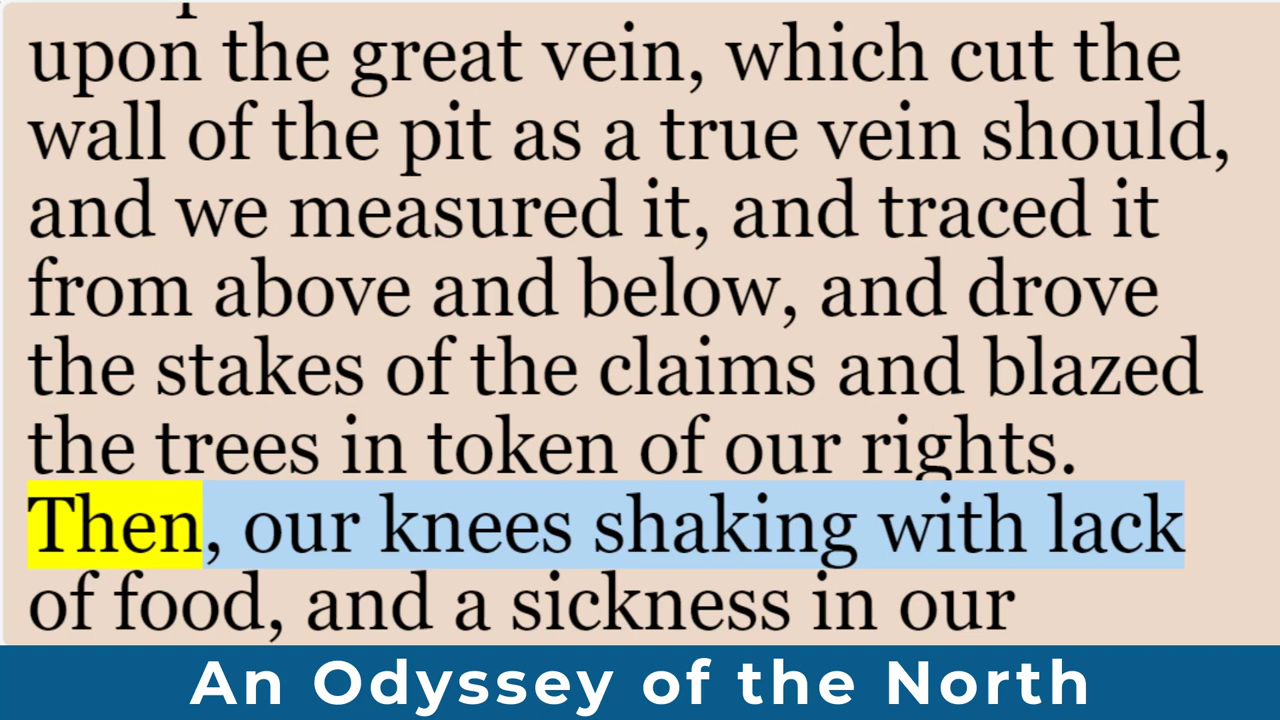 upon the great vein, which cut the
wall of the pit as a true vein should,
and we measured it, and traced it
from above and below, and drove
the stakes of the claims and blazed
the trees in token of our rights.
Then, our knees shaking with lack
of food, and a sickness in our
An Odyssey of the North